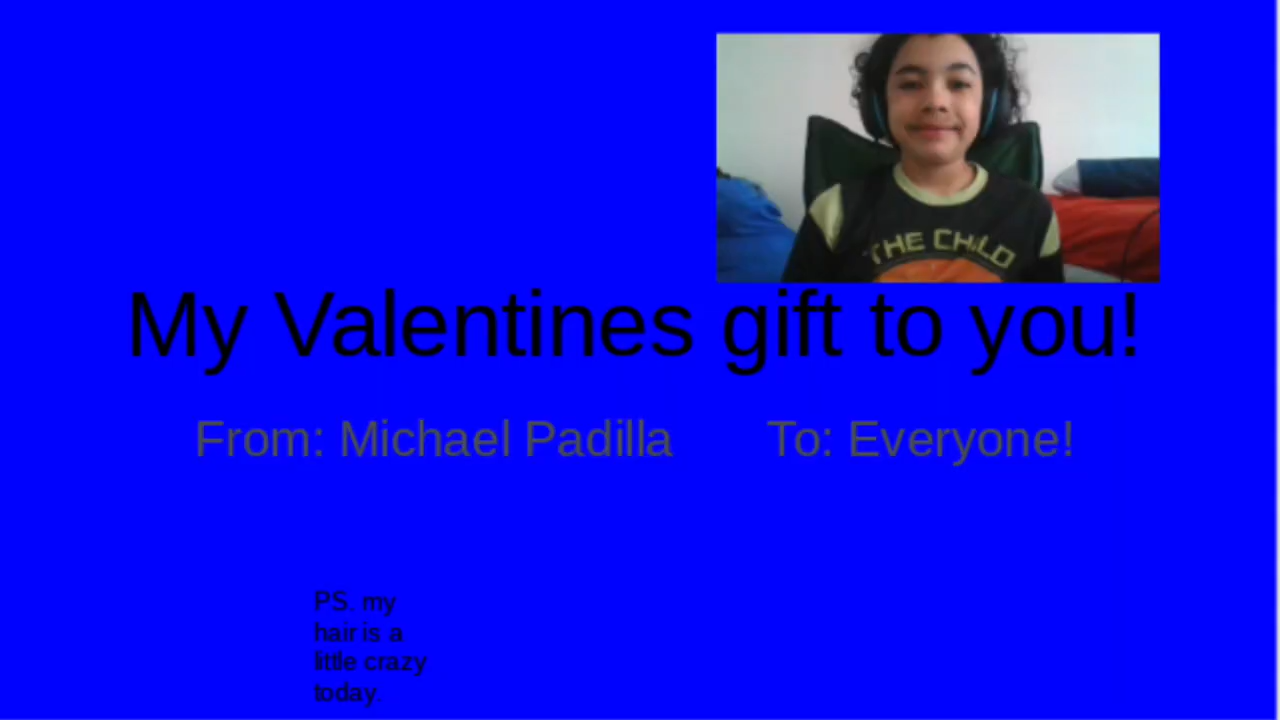 THE CHILD
My Valentines gift to you!
From: Michael Padilla To: Everyone!
PS. my
hair is a
little crazy
today.